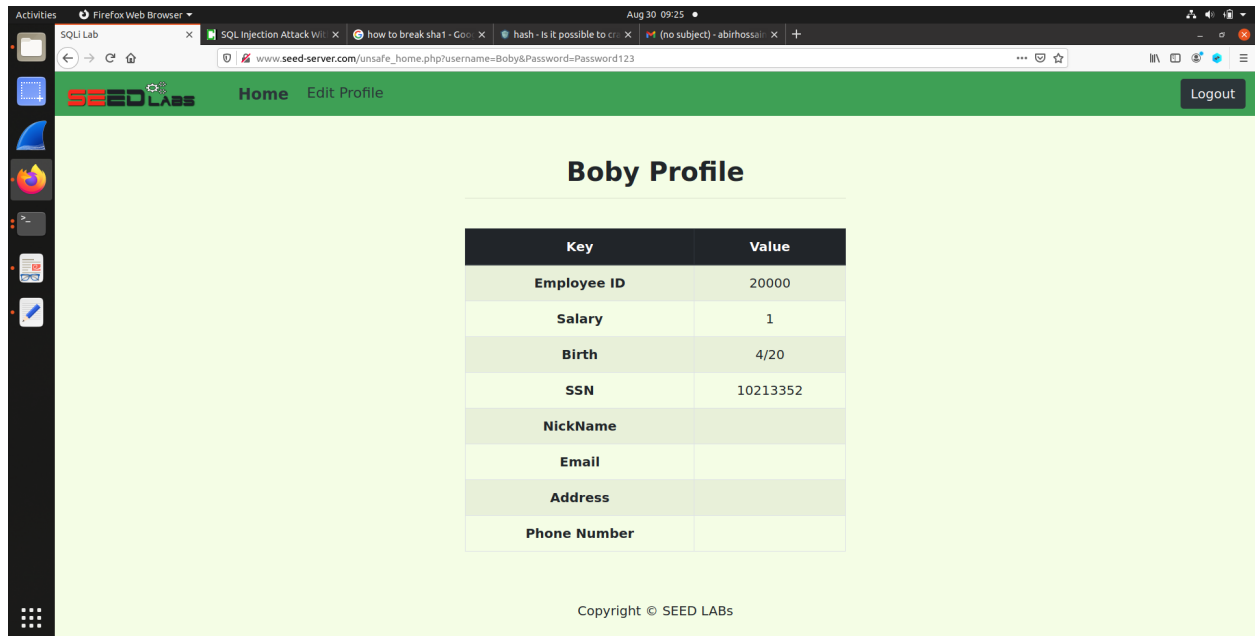 Activities Firefox Web Browser Aug 30 09:25
SQLi Lab SQL Injection Attack Wit how to break sha1 - Goo hash - Is it possible to cra (no subject) - abirhossain
www.seed-server.com/unsafe_home.php?username=Boby&Password=Password123
SEED LABS Home Edit Profile Logout
Boby Profile
Key Value
Employee ID 20000
Salary 1
Birth 4/20
SSN 10213352
NickName
Email
Address
Phone Number
Copyright © SEED LABs